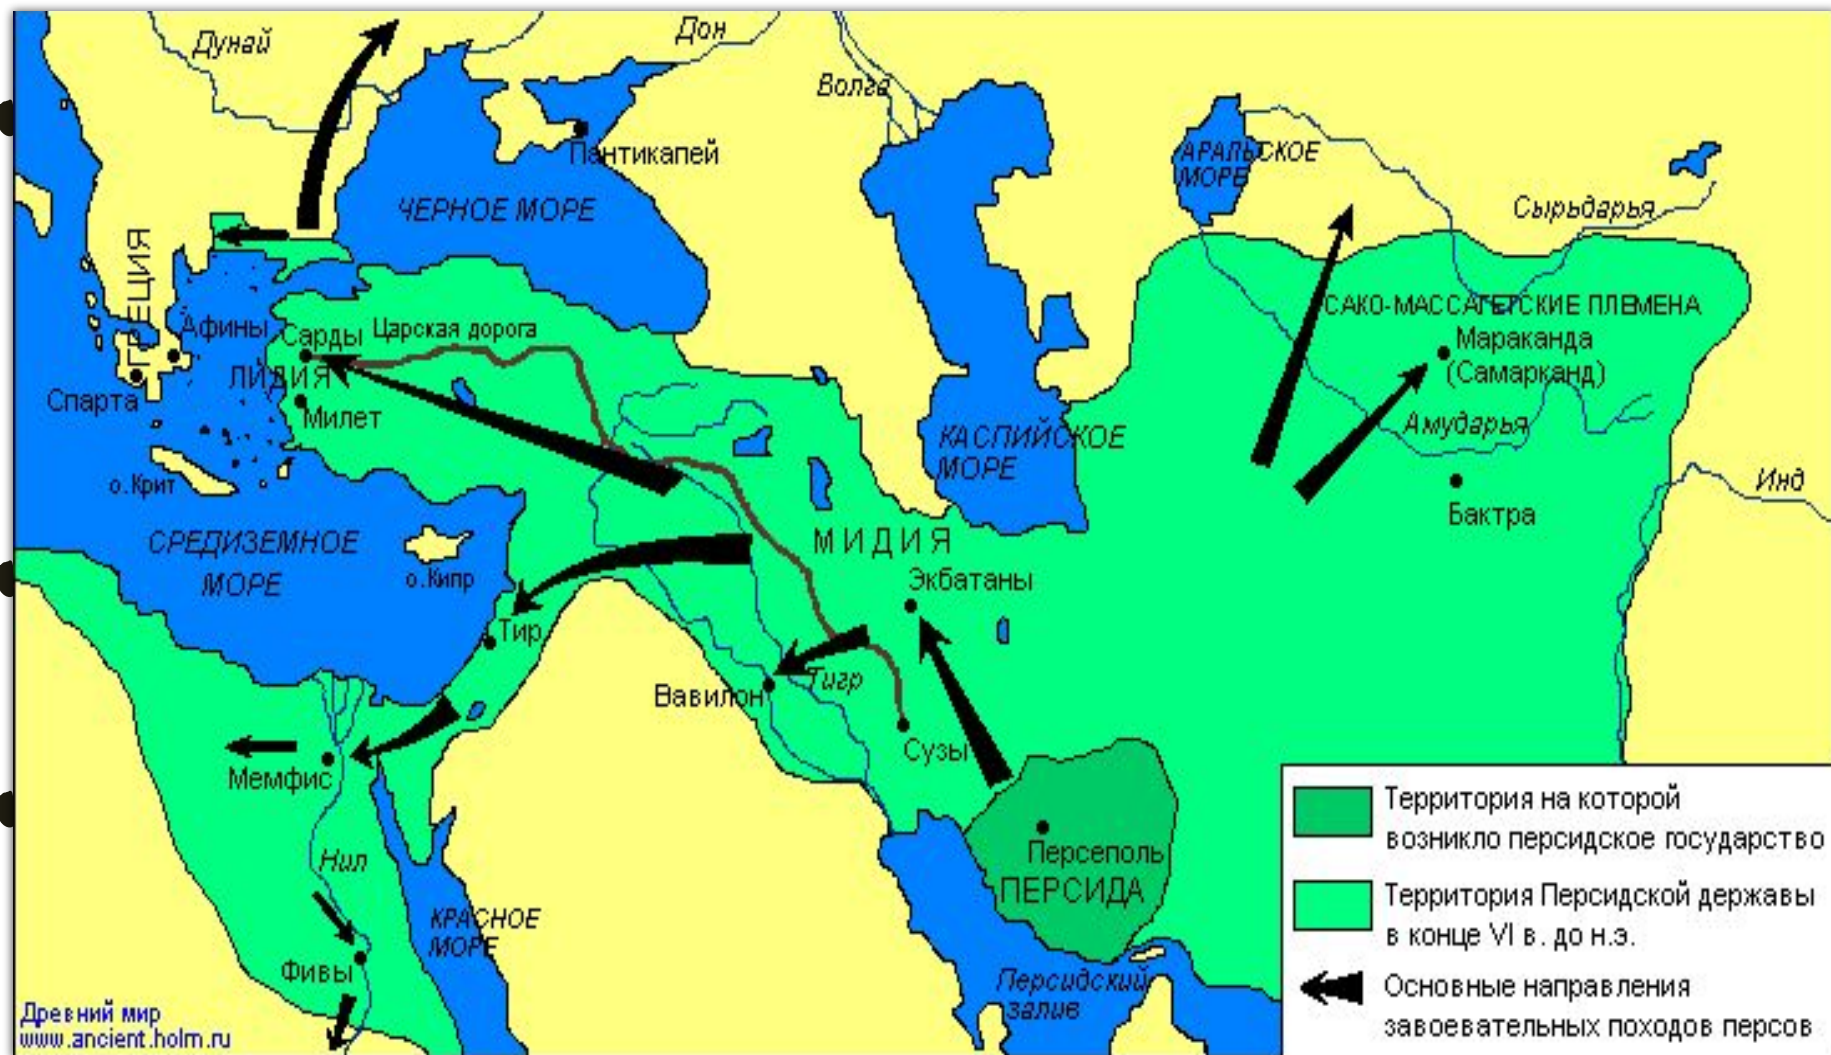 Дунай
Дон
Волга
Пантикапей
АРАЛЬСКОЕ
МОРЕ
ЧЕРНОЕ МОРЕ
Сырьдарья
ГРЕЦИЯ
САКО-МАССАГЕТСКИЕ ПЛЕМЕНА
Афины
Сарды
Царская дорога
Мараканда
(Самарканд)
ЛИДИЯ
Спарта
Милет
Амударья
КАСПИЙСКОЕ
МОРЕ
о.Крит
Инд
Бактра
СРЕДИЗЕМНОЕ
МОРЕ
МИДИЯ
Экбатаны
о.Кипр
Тир
Вавилон
Тигр
Сузы
Мемфис
Нил
Персеполь
ПЕРСИДА
КРАСНОЕ
МОРЕ
Фивы
Персидский
залив
Территория на которой
возникло персидское государство
Территория Персидской державы
в конце VI в. до н.э.
Основные направления
завоевательных походов персов
Древний мир
www.ancient.holm.ru